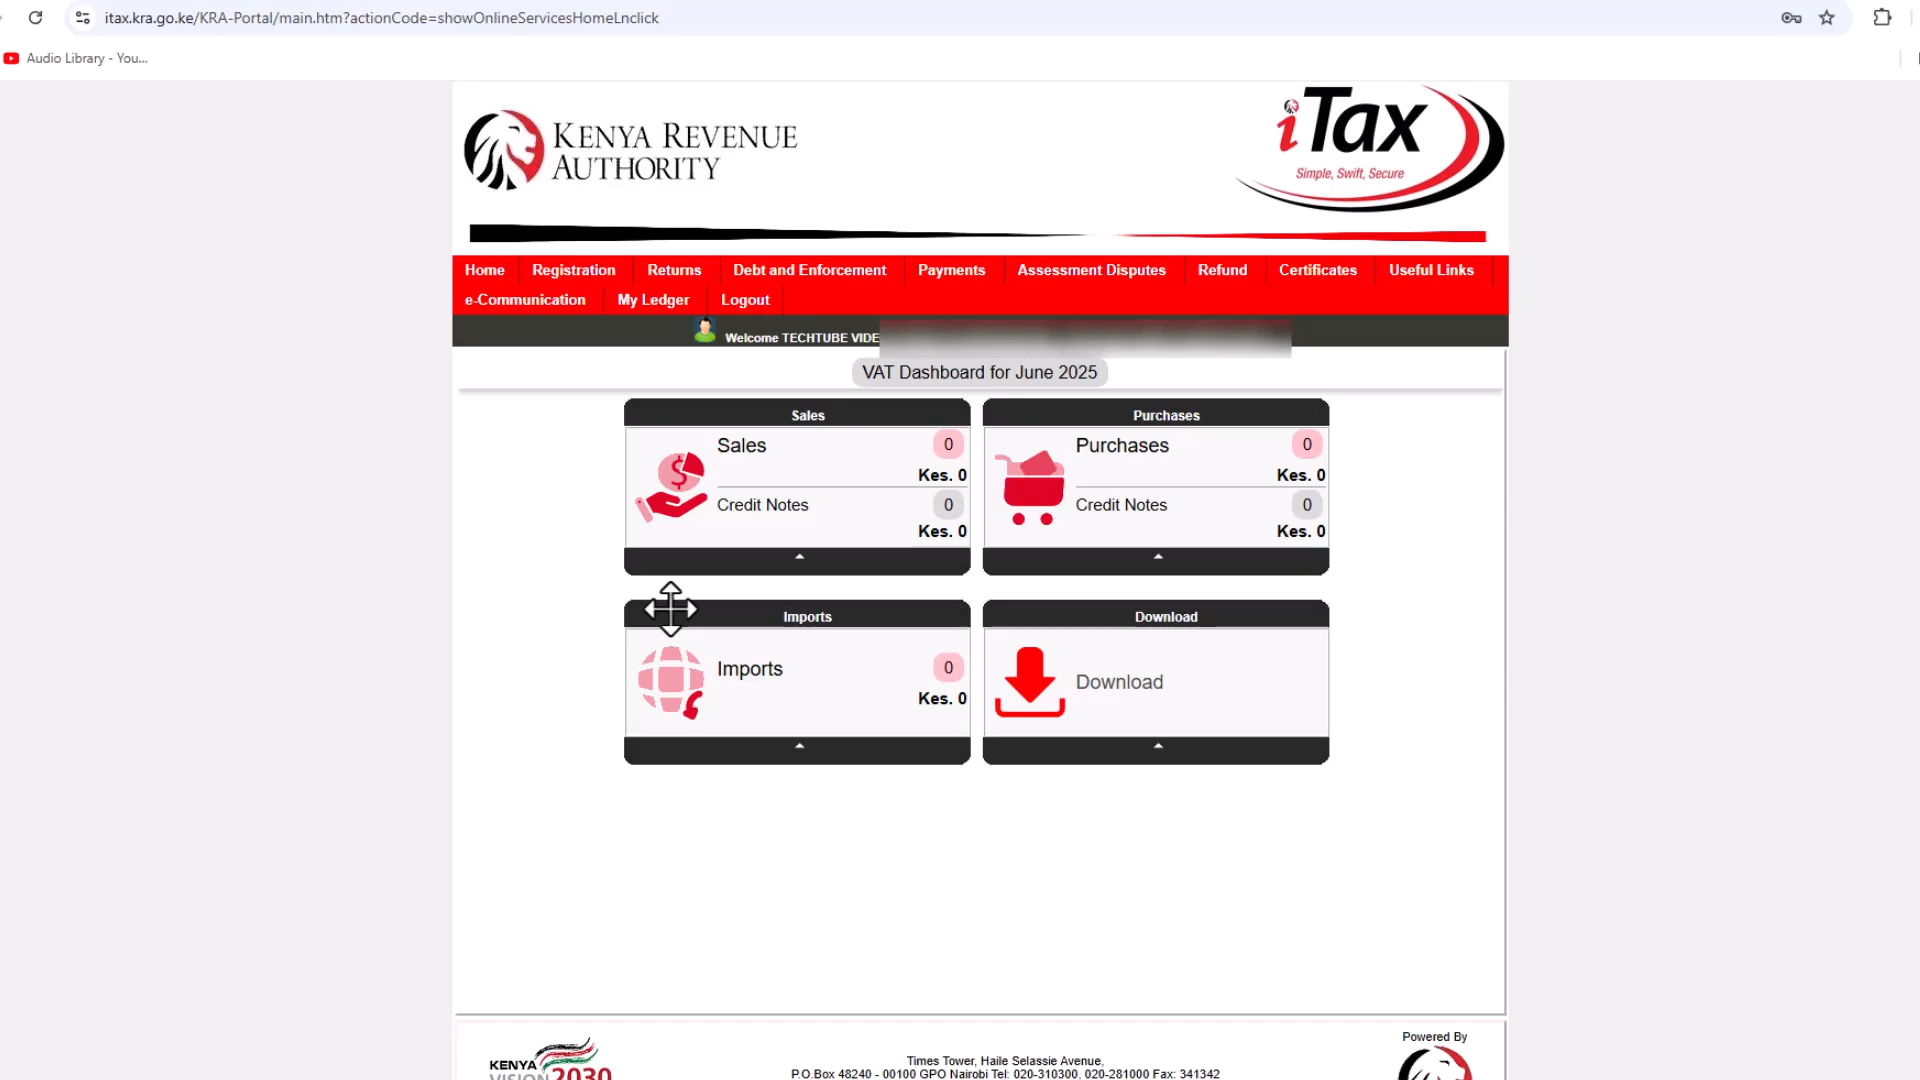 itax.kra.go.ke/KRA-Portal/main.htm?actionCode=showOnlineServicesHomeLnclick
Audio Library - You...
KENYA REVENUE
AUTHORITY
iTax
Simple, Swift, Secure
Home Registration Returns Debt and Enforcement Payments Assessment Disputes Refund Certificates Useful Links
e-Communication My Ledger Logout
Welcome TECHTUBE VIDE
VAT Dashboard for June 2025
Sales
Sales 0
Kes. 0
Credit Notes 0
Kes. 0
Purchases
Purchases 0
Kes. 0
Credit Notes 0
Kes. 0
Imports
Imports 0
Kes. 0
Download
Download
KENYA
VISION 2030
Times Tower, Haile Selassie Avenue,
P.O.Box 48240 - 00100 GPO Nairobi Tel: 020-310300, 020-281000 Fax: 341342
Powered By